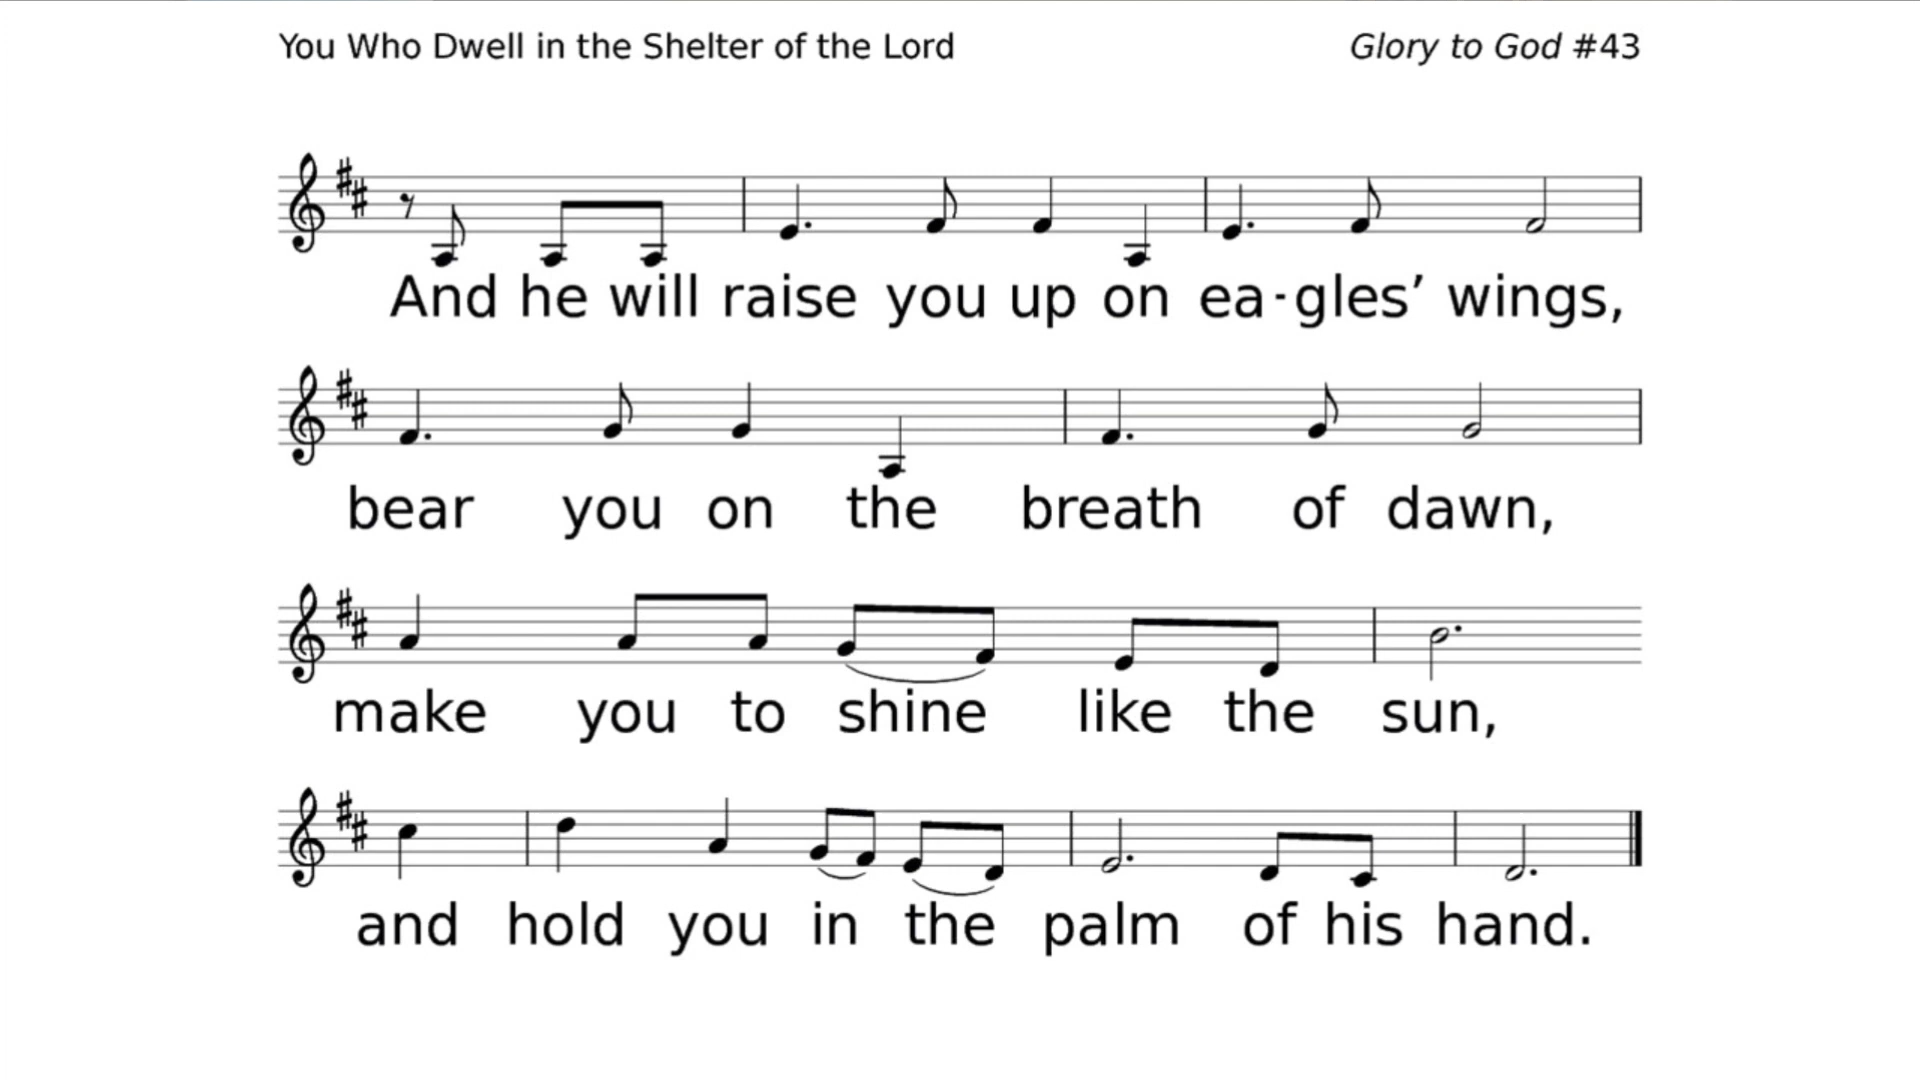 You Who Dwell in the Shelter of the Lord Glory to God #43
And he will raise you up on ea-gles’ wings,
bear you on the breath of dawn,
make you to shine like the sun,
and hold you in the palm of his hand.